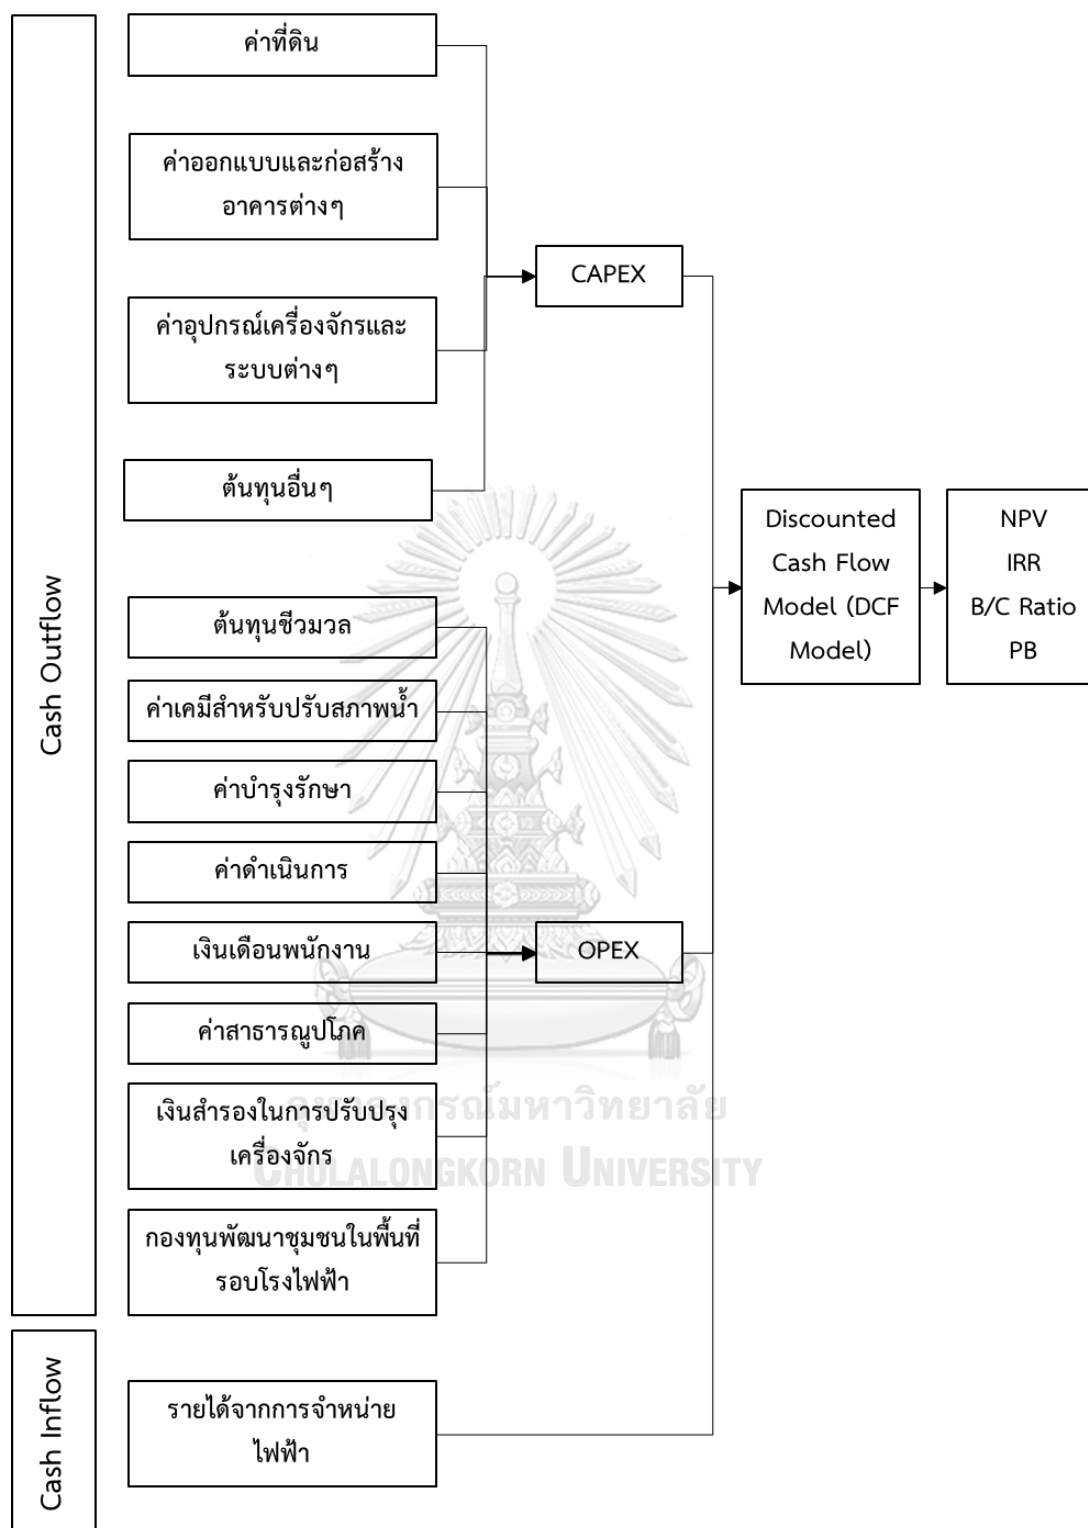 Cash Outflow
ค่าที่ดิน
ค่าออกแบบและก่อสร้าง
อาคารต่างๆ
ค่าอุปกรณ์เครื่องจักรและ
ระบบต่างๆ
ต้นทุนอื่นๆ
CAPEX
ต้นทุนชีวมวล
ค่าเคมีสำหรับปรับสภาพน้ำ
ค่าบำรุงรักษา
ค่าดำเนินการ
เงินเดือนพนักงาน
ค่าสาธารณูปโภค
เงินสำรองในการปรับปรุง
เครื่องจักร
กองทุนพัฒนาชุมชนในพื้นที่
รอบโรงไฟฟ้า
OPEX
Cash Inflow
รายได้จากการจำหน่าย
ไฟฟ้า
Discounted
Cash Flow
Model (DCF
Model)
NPV
IRR
B/C Ratio
PB
จุฬาลงกรณ์มหาวิทยาลัย
CHULALONGKORN UNIVERSITY